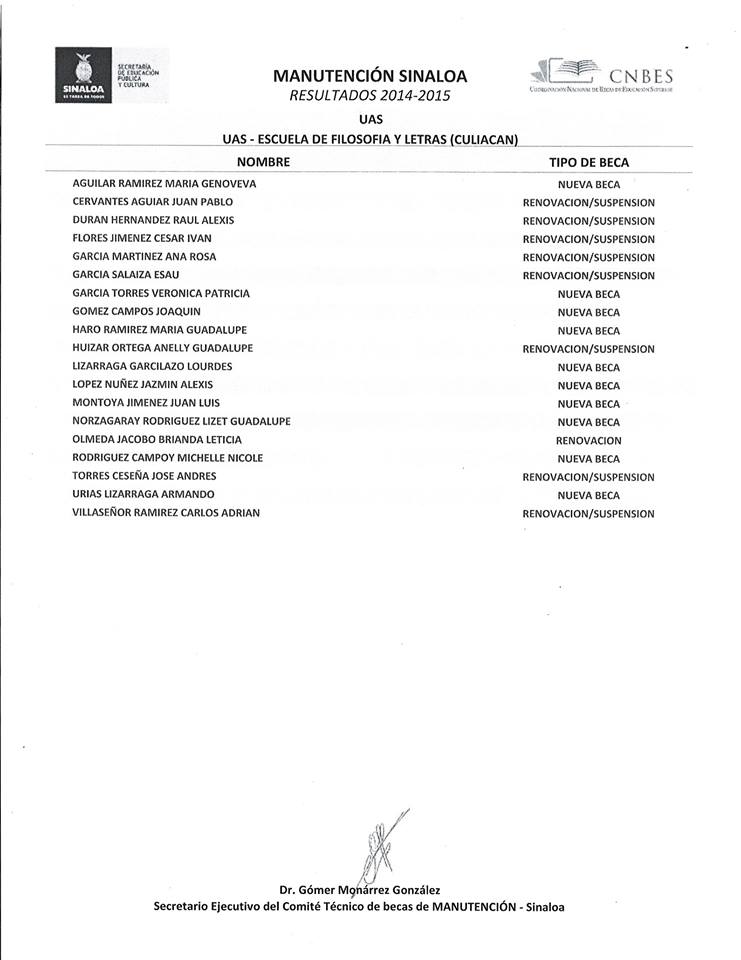 SINALOA
ES TAREA DE TODOS
SECRETARÍA
DE EDUCACIÓN
PÚBLICA
Y CULTURA
MANUTENCIÓN SINALOA
RESULTADOS 2014-2015
CNBES
COORDINACIÓN NACIONAL DE BECAS DE EDUCACIÓN SUPERIOR
UAS
UAS - ESCUELA DE FILOSOFIA Y LETRAS (CULIACAN)
NOMBRE TIPO DE BECA
AGUILAR RAMIREZ MARIA GENOVEVA NUEVA BECA
CERVANTES AGUIAR JUAN PABLO RENOVACION/SUSPENSION
DURAN HERNANDEZ RAUL ALEXIS RENOVACION/SUSPENSION
FLORES JIMENEZ CESAR IVAN RENOVACION/SUSPENSION
GARCIA MARTINEZ ANA ROSA RENOVACION/SUSPENSION
GARCIA SALAIZA ESAU RENOVACION/SUSPENSION
GARCIA TORRES VERONICA PATRICIA NUEVA BECA
GOMEZ CAMPOS JOAQUIN NUEVA BECA
HARO RAMIREZ MARIA GUADALUPE NUEVA BECA
HUIZAR ORTEGA ANELLY GUADALUPE RENOVACION/SUSPENSION
LIZARRAGA GARCILAZO LOURDES NUEVA BECA
LOPEZ NUÑEZ JAZMIN ALEXIS NUEVA BECA
MONTOYA JIMENEZ JUAN LUIS NUEVA BECA
NORZAGARAY RODRIGUEZ LIZET GUADALUPE NUEVA BECA
OLMEDA JACOBO BRIANDA LETICIA RENOVACION
RODRIGUEZ CAMPOY MICHELLE NICOLE NUEVA BECA
TORRES CESEÑA JOSE ANDRES RENOVACION/SUSPENSION
URIAS LIZARRAGA ARMANDO NUEVA BECA
VILLASEÑOR RAMIREZ CARLOS ADRIAN RENOVACION/SUSPENSION
Dr. Gómer Monárrez González
Secretario Ejecutivo del Comité Técnico de becas de MANUTENCIÓN - Sinaloa